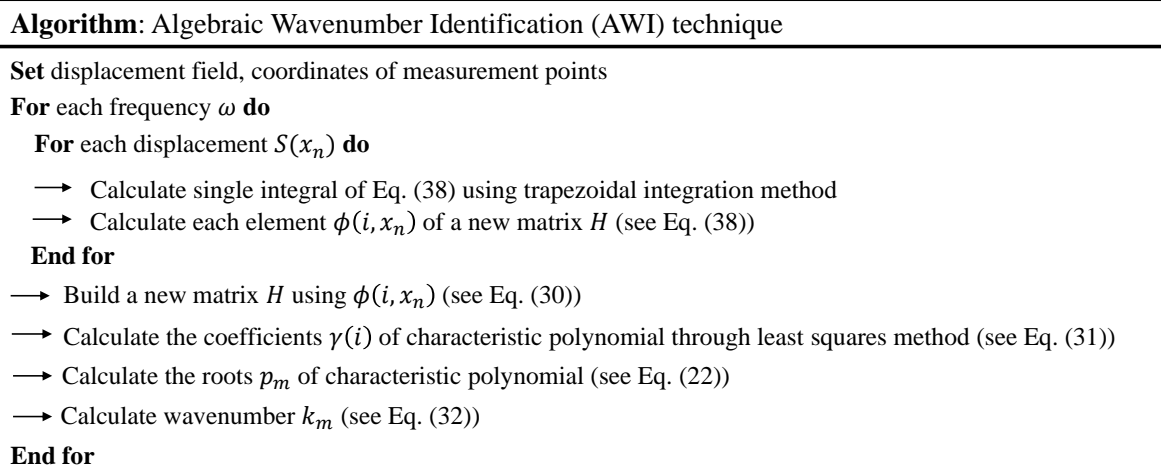 Algorithm: Algebraic Wavenumber Identification (AWI) technique
Set displacement field, coordinates of measurement points
For each frequency ω do
For each displacement S(xₙ) do
⟶ Calculate single integral of Eq. (38) using trapezoidal integration method
⟶ Calculate each element ϕ(i, xₙ) of a new matrix H (see Eq. (38))
End for
⟶ Build a new matrix H using ϕ(i, xₙ) (see Eq. (30))
⟶ Calculate the coefficients γ(i) of characteristic polynomial through least squares method (see Eq. (31))
⟶ Calculate the roots pₘ of characteristic polynomial (see Eq. (22))
⟶ Calculate wavenumber kₘ (see Eq. (32))
End for